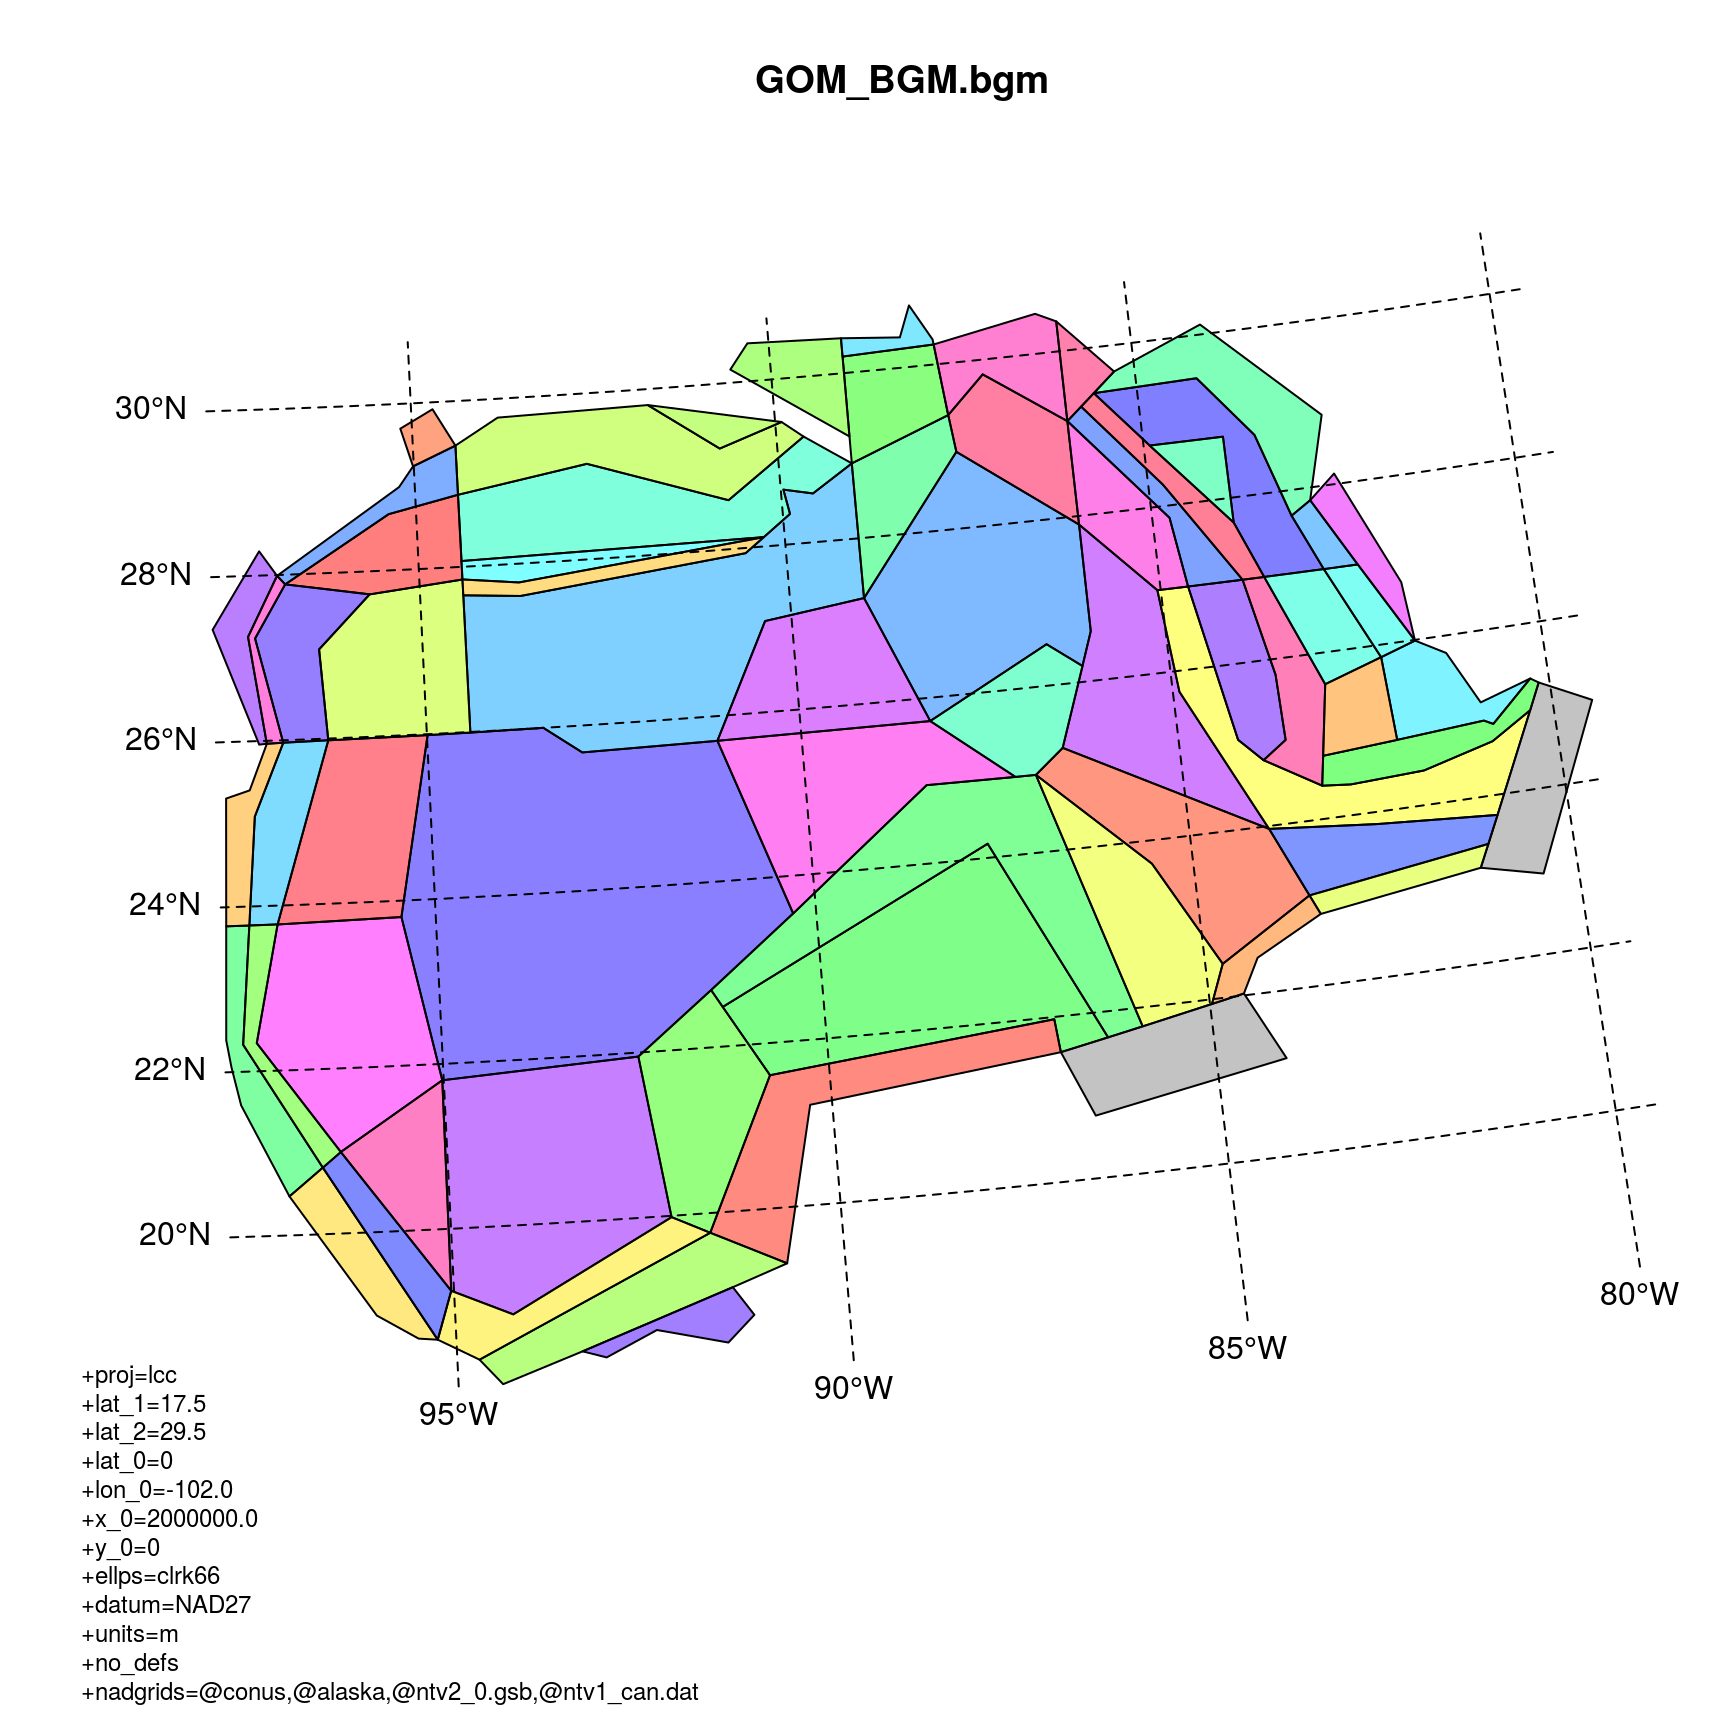 GOM_BGM.bgm
30°N
28°N
26°N
24°N
22°N
20°N
80°W
85°W
90°W
95°W
+proj=lcc
+lat_1=17.5
+lat_2=29.5
+lat_0=0
+lon_0=-102.0
+x_0=2000000.0
+y_0=0
+ellps=clrk66
+datum=NAD27
+units=m
+no_defs
+nadgrids=@conus,@alaska,@ntv2_0.gsb,@ntv1_can.dat